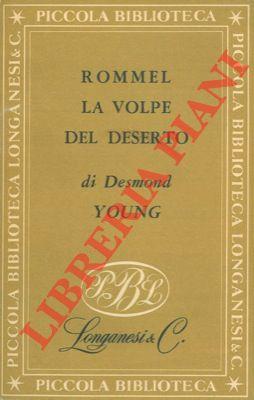 * PICCOLA BIBLIOTECA *
PICCOLA BIBLIOTECA LONGANESI & C.
ROMMEL
LA VOLPE
DEL DESERTO
di Desmond
YOUNG
PBL
Longanesi & C.
PICCOLA BIBLIOTECA LONGANESI & C.
* PICCOLA BIBLIOTECA *
LIBRERIA PIANI